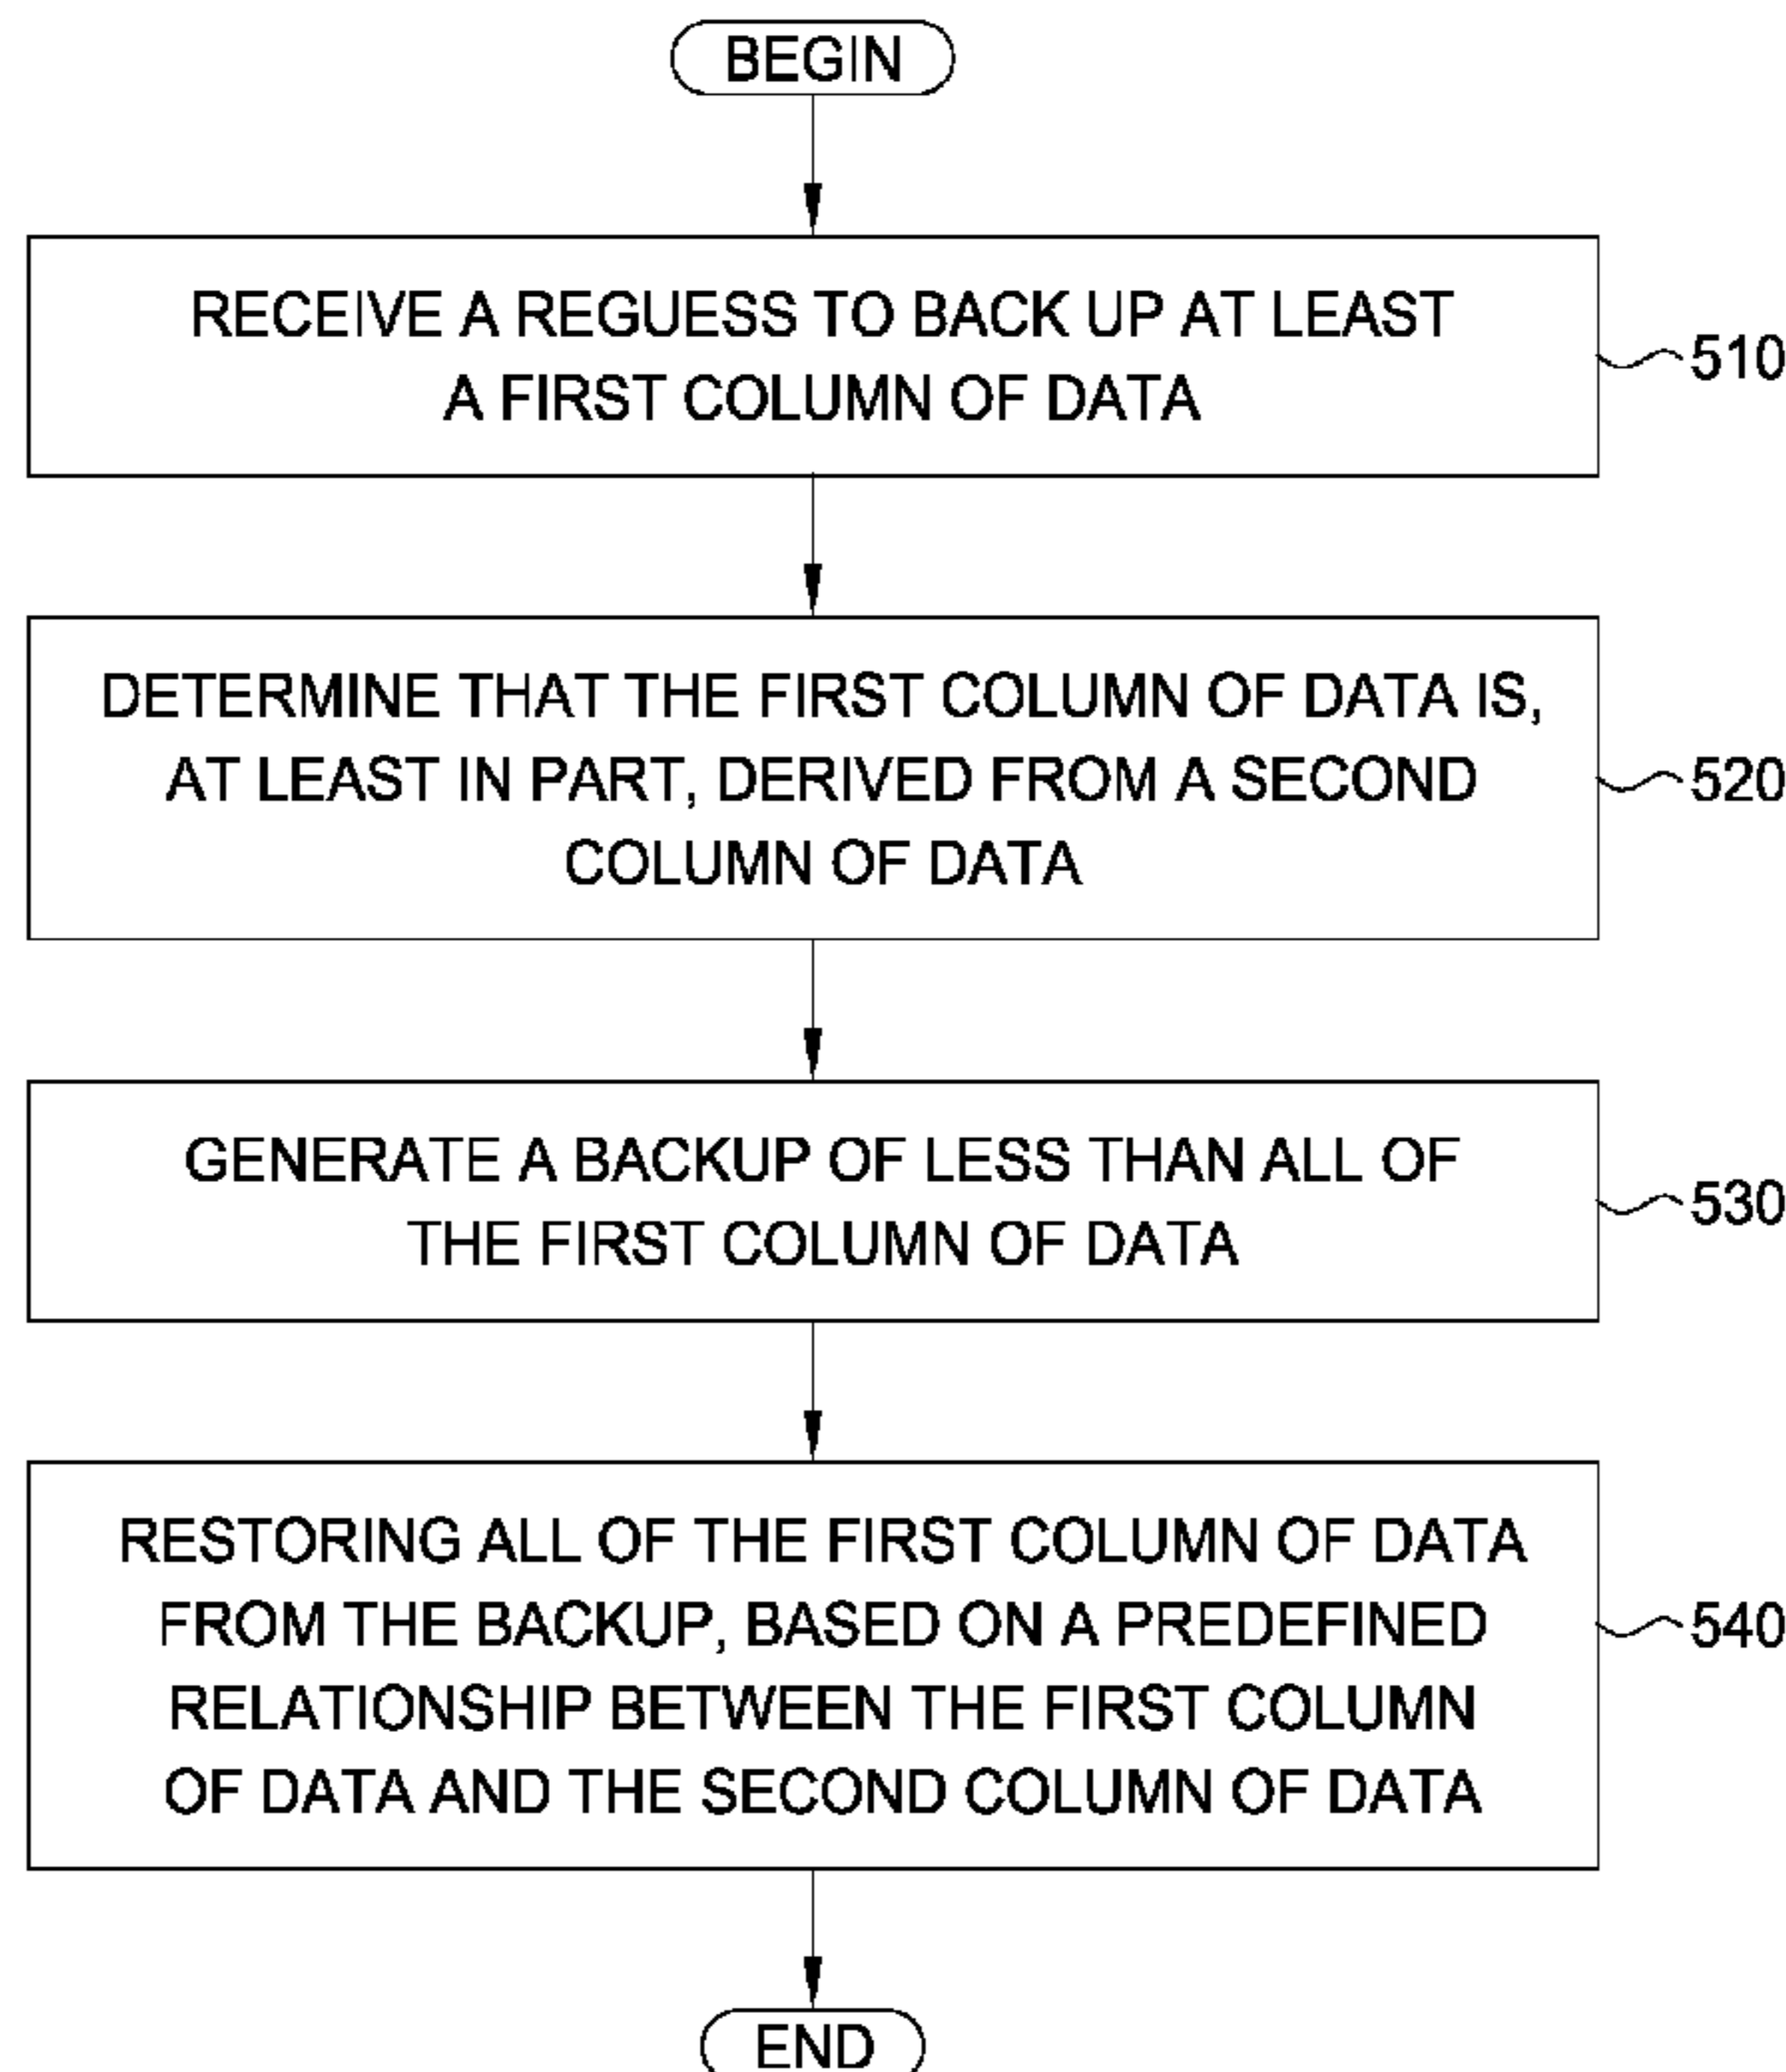 BEGIN
RECEIVE A REGUESS TO BACK UP AT LEAST
A FIRST COLUMN OF DATA
510
DETERMINE THAT THE FIRST COLUMN OF DATA IS,
AT LEAST IN PART, DERIVED FROM A SECOND
COLUMN OF DATA
520
GENERATE A BACKUP OF LESS THAN ALL OF
THE FIRST COLUMN OF DATA
530
RESTORING ALL OF THE FIRST COLUMN OF DATA
FROM THE BACKUP, BASED ON A PREDEFINED
RELATIONSHIP BETWEEN THE FIRST COLUMN
OF DATA AND THE SECOND COLUMN OF DATA
540
END